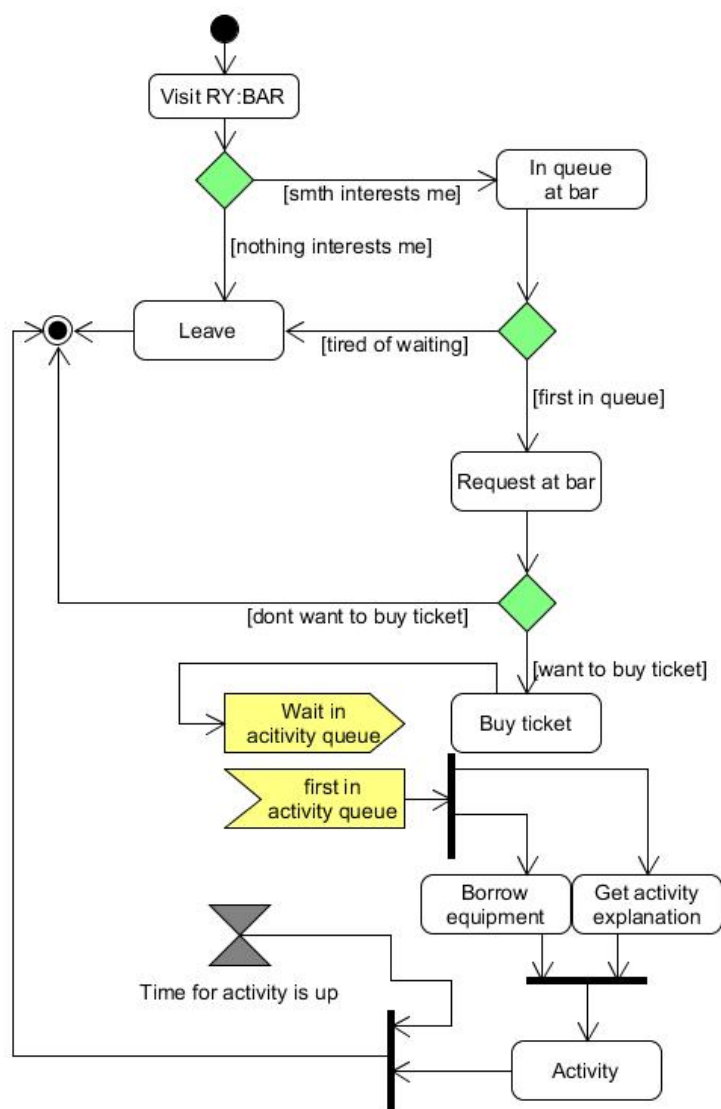 Visit RY:BAR
In queue
at bar
[smth interests me]
[nothing interests me]
Leave
[tired of waiting]
[first in queue]
Request at bar
[dont want to buy ticket]
[want to buy ticket]
Wait in
acitivity queue
Buy ticket
first in
activity queue
Borrow
equipment
Get activity
explanation
Time for activity is up
Activity